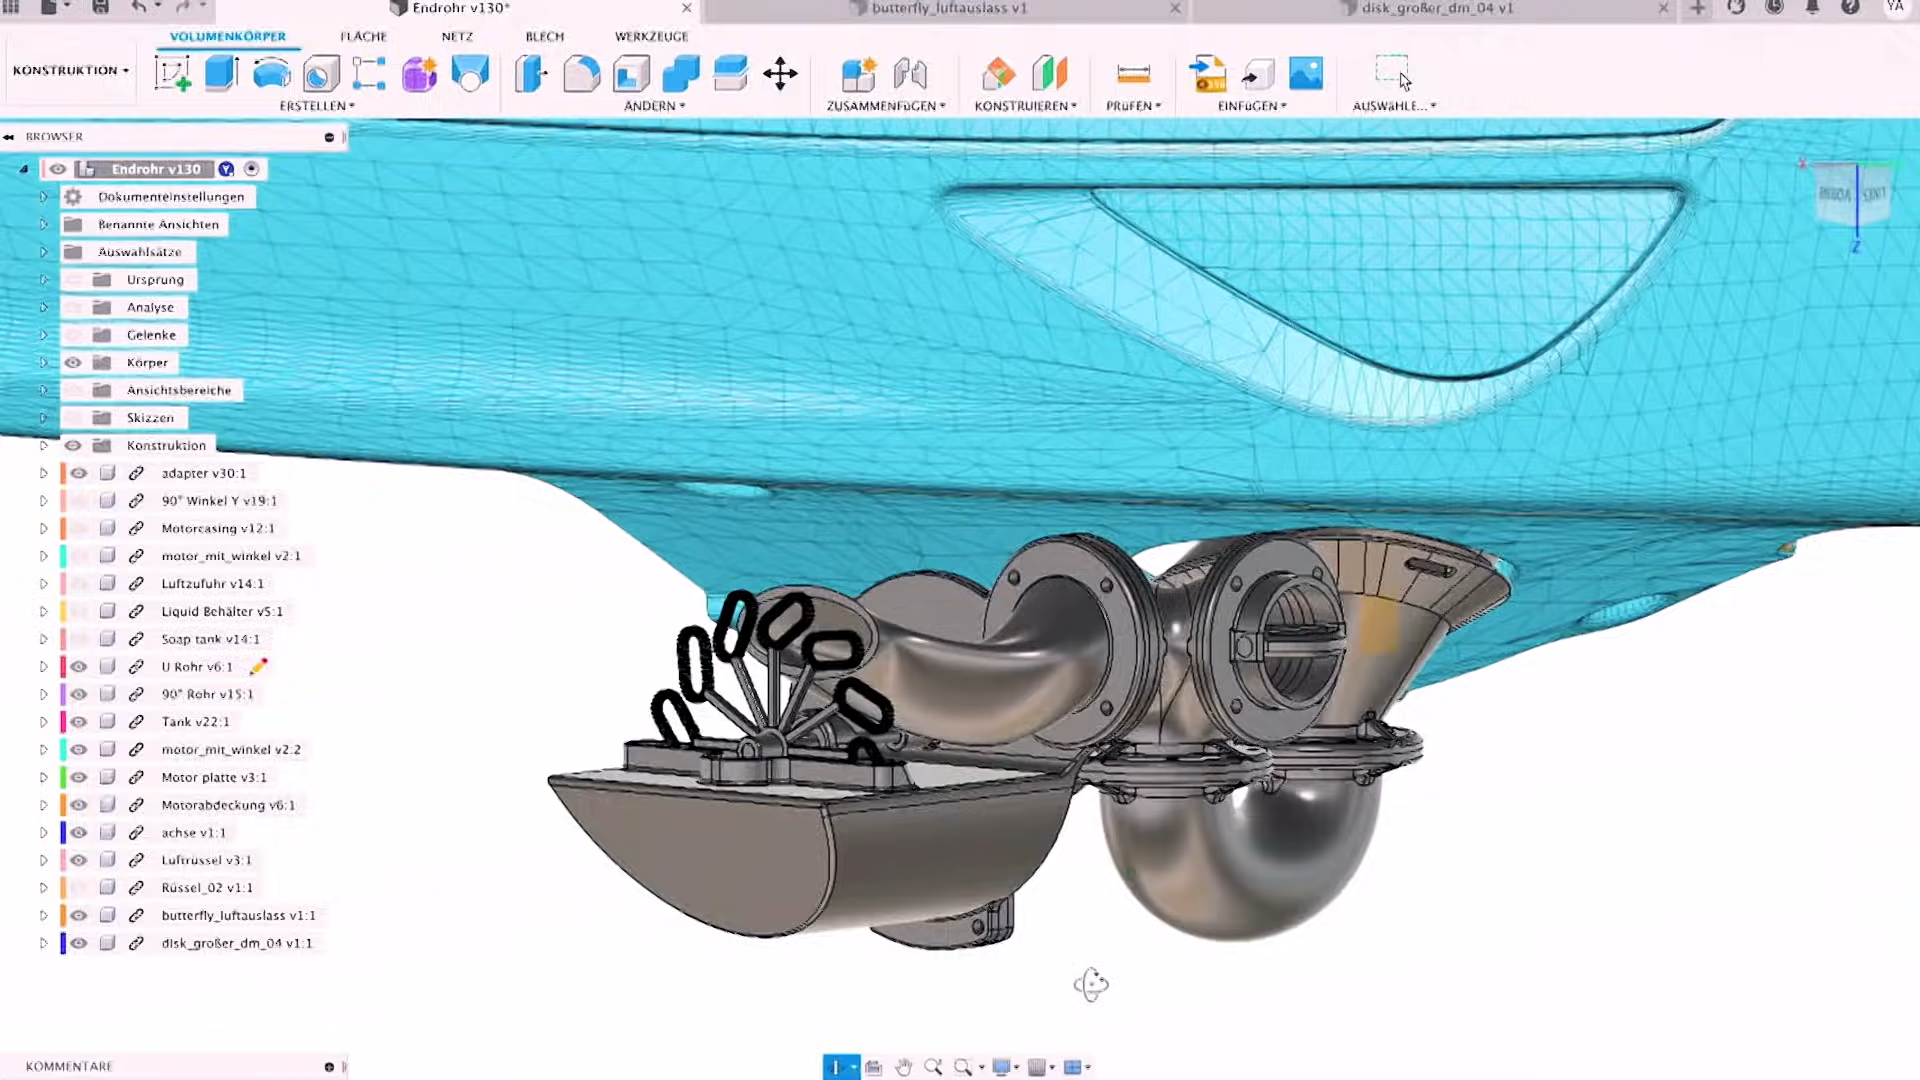 Endrohr v130*
butterfly_luftauslass v1
disk_großer_dm_04 v1
YA
VOLUMENKÖRPER
FLÄCHE
NETZ
BLECH
WERKZEUGE
KONSTRUKTION
ERSTELLEN
ÄNDERN
ZUSAMMENFÜGEN
KONSTRUIEREN
PRÜFEN
EINFÜGEN
AUSWÄHLE...
BROWSER
Endrohr v130
Dokumenteinstellungen
Benannte Ansichten
Auswahlsätze
Ursprung
Analyse
Gelenke
Körper
Ansichtsbereiche
Skizzen
Konstruktion
adapter v30:1
90° Winkel Y v19:1
Motorcasing v12:1
motor_mit_winkel v2:1
Luftzufuhr v14:1
Liquid Behälter v5:1
Soap tank v14:1
U Rohr v6:1
90° Rohr v15:1
Tank v22:1
motor_mit_winkel v2:2
Motor platte v3:1
Motorabdeckung v6:1
achse v1:1
Luftrüssel v3:1
Rüssel_02 v1:1
butterfly_luftauslass v1:1
disk_großer_dm_04 v1:1
X
Z
KOMMENTARE